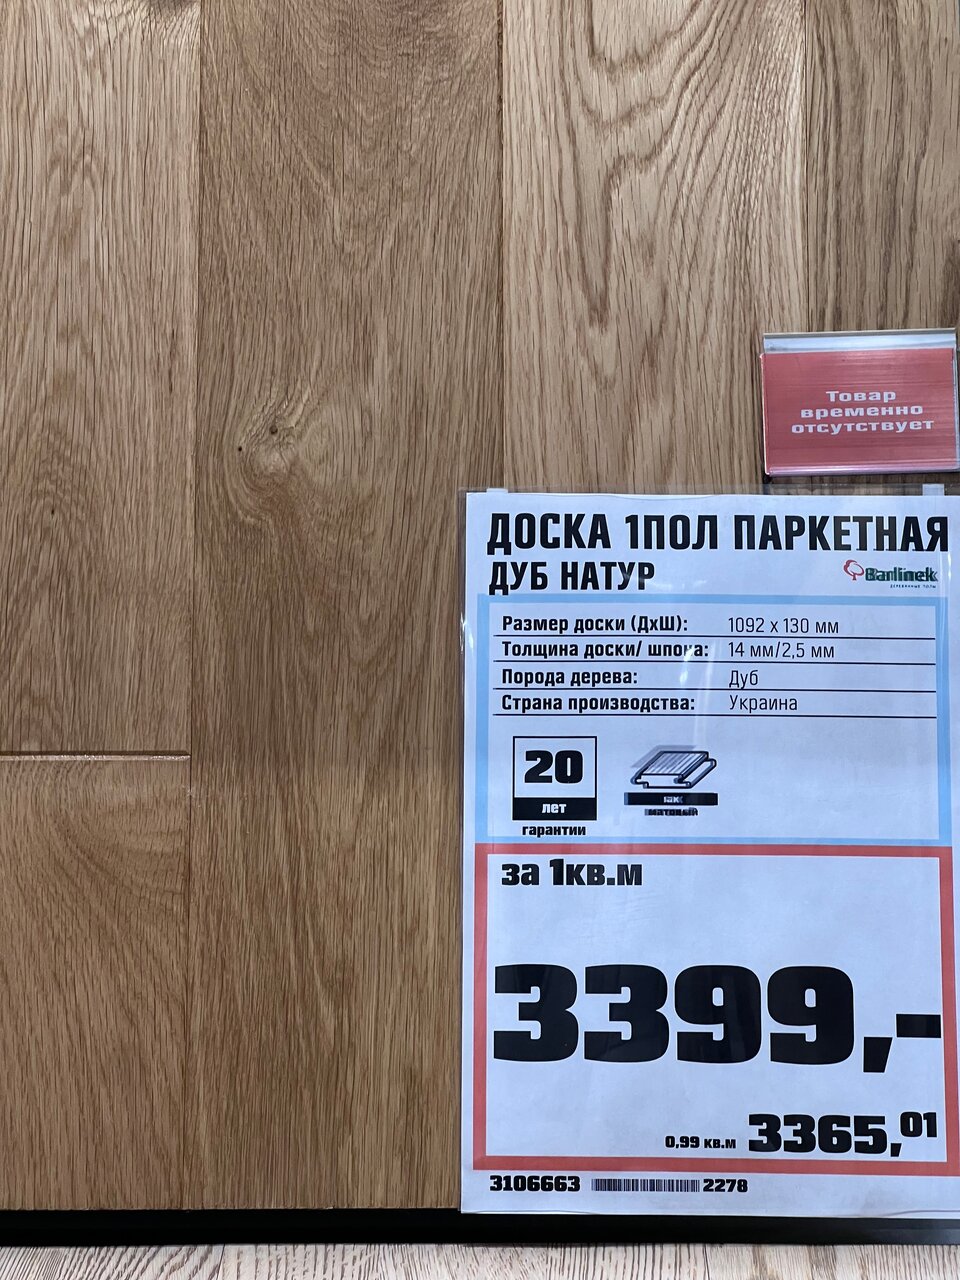 Товар
временно
отсутствует
ДОСКА 1ПОЛ ПАРКЕТНАЯ
ДУБ НАТУР
Barlinek
ДЕРЕВЯННЫЕ ПОЛЫ
Размер доски (ДхШ): 1092 х 130 мм
Толщина доски/ шпона: 14 мм/2,5 мм
Порода дерева: Дуб
Страна производства: Украина
20
лет
гарантии
лак
матовый
за 1кв.м
3399,-
0,99 кв.м 3365,01
3106663 2278